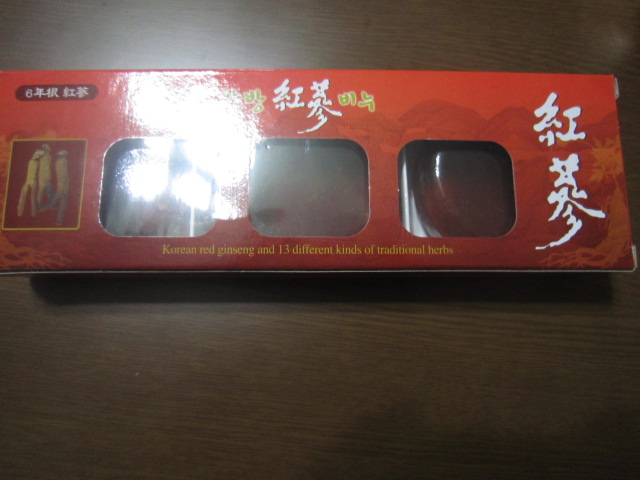 6年根 紅蔘
방 紅蔘 비누
紅蔘
Korean red ginseng and 13 different kinds of traditional herbs